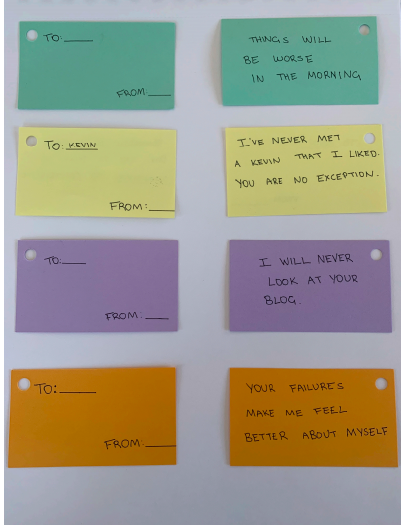 TO:____
FROM:____
THINGS WILL
BE WORSE
IN THE MORNING
TO: KEVIN
FROM:____
I'VE NEVER MET
A KEVIN THAT I LIKED.
YOU ARE NO EXCEPTION.
TO:____
FROM:____
I WILL NEVER
LOOK AT YOUR
BLOG.
TO:____
FROM:____
YOUR FAILURES
MAKE ME FEEL
BETTER ABOUT MYSELF